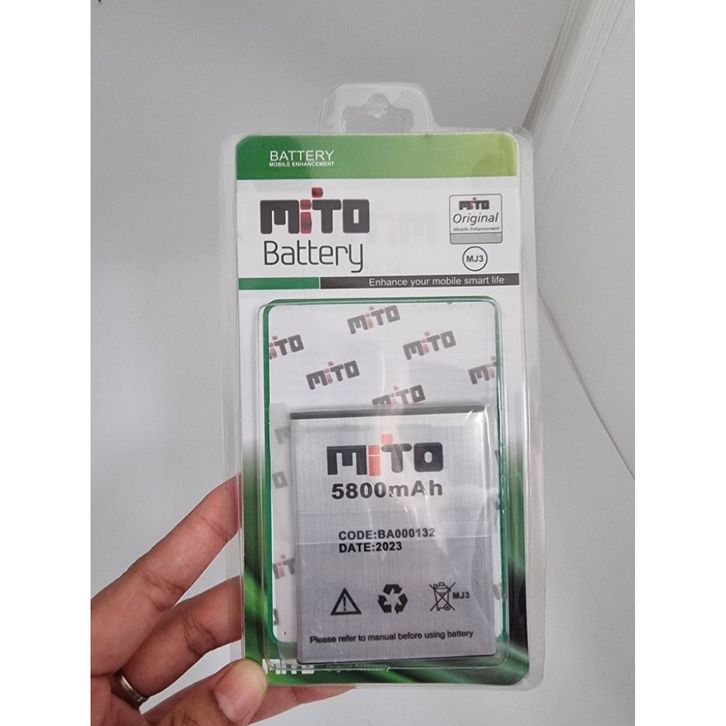 BATTERY
MOBILE ENHANCEMENT
MiTO
Battery
MiTO
Original
Mobile Enhancement
MJ3
Enhance your mobile smart life
MiTO
MiTO
MiTO
MiTO
MiTO
MiTO
5800mAh
CODE:BA000132
DATE:2023
MJ3
Please refer to manual before using battery
MiTO